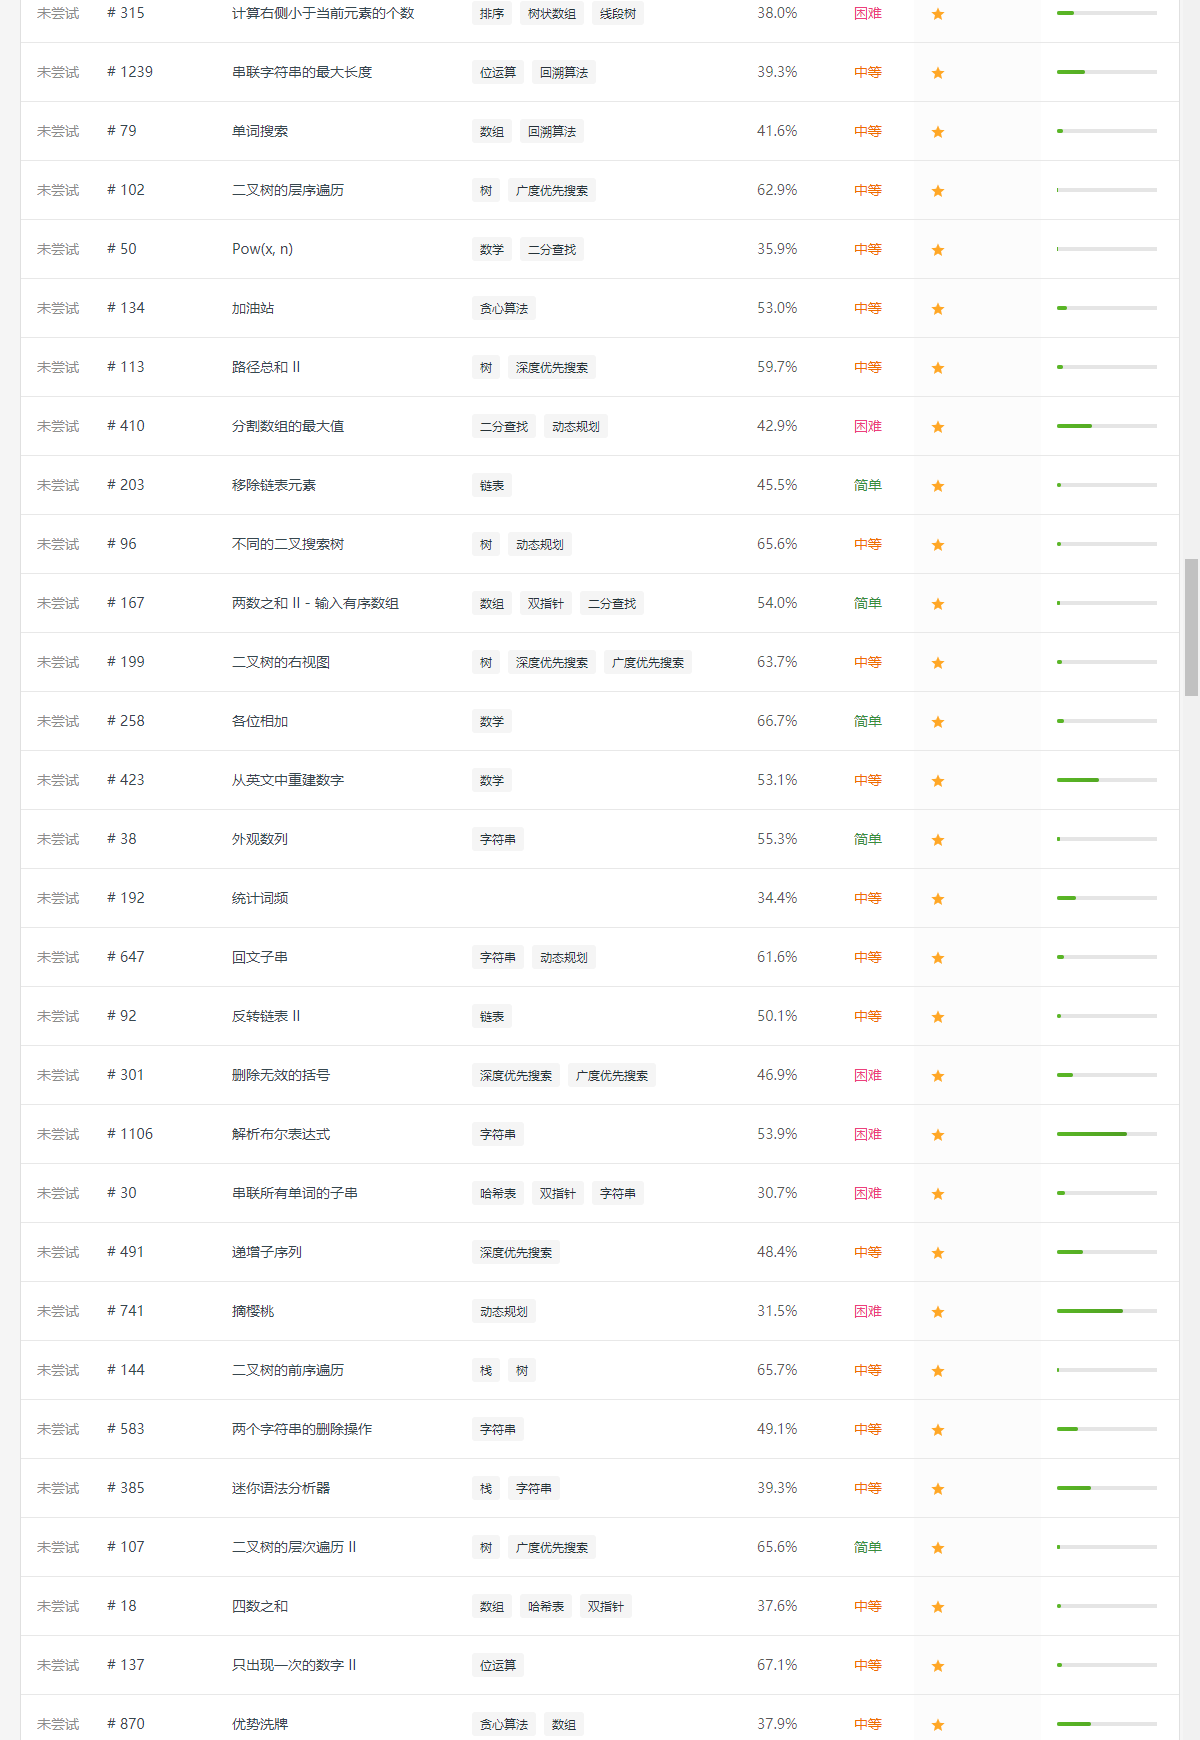 未尝试 # 315 计算右侧小于当前元素的个数 排序 树状数组 线段树 38.0% 困难
未尝试 # 1239 串联字符串的最大长度 位运算 回溯算法 39.3% 中等
未尝试 # 79 单词搜索 数组 回溯算法 41.6% 中等
未尝试 # 102 二叉树的层序遍历 树 广度优先搜索 62.9% 中等
未尝试 # 50 Pow(x, n) 数学 二分查找 35.9% 中等
未尝试 # 134 加油站 贪心算法 53.0% 中等
未尝试 # 113 路径总和 II 树 深度优先搜索 59.7% 中等
未尝试 # 410 分割数组的最大值 二分查找 动态规划 42.9% 困难
未尝试 # 203 移除链表元素 链表 45.5% 简单
未尝试 # 96 不同的二叉搜索树 树 动态规划 65.6% 中等
未尝试 # 167 两数之和 II - 输入有序数组 数组 双指针 二分查找 54.0% 简单
未尝试 # 199 二叉树的右视图 树 深度优先搜索 广度优先搜索 63.7% 中等
未尝试 # 258 各位相加 数学 66.7% 简单
未尝试 # 423 从英文中重建数字 数学 53.1% 中等
未尝试 # 38 外观数列 字符串 55.3% 简单
未尝试 # 192 统计词频 34.4% 中等
未尝试 # 647 回文子串 字符串 动态规划 61.6% 中等
未尝试 # 92 反转链表 II 链表 50.1% 中等
未尝试 # 301 删除无效的括号 深度优先搜索 广度优先搜索 46.9% 困难
未尝试 # 1106 解析布尔表达式 字符串 53.9% 困难
未尝试 # 30 串联所有单词的子串 哈希表 双指针 字符串 30.7% 困难
未尝试 # 491 递增子序列 深度优先搜索 48.4% 中等
未尝试 # 741 摘樱桃 动态规划 31.5% 困难
未尝试 # 144 二叉树的前序遍历 栈 树 65.7% 中等
未尝试 # 583 两个字符串的删除操作 字符串 49.1% 中等
未尝试 # 385 迷你语法分析器 栈 字符串 39.3% 中等
未尝试 # 107 二叉树的层次遍历 II 树 广度优先搜索 65.6% 简单
未尝试 # 18 四数之和 数组 哈希表 双指针 37.6% 中等
未尝试 # 137 只出现一次的数字 II 位运算 67.1% 中等
未尝试 # 870 优势洗牌 贪心算法 数组 37.9% 中等